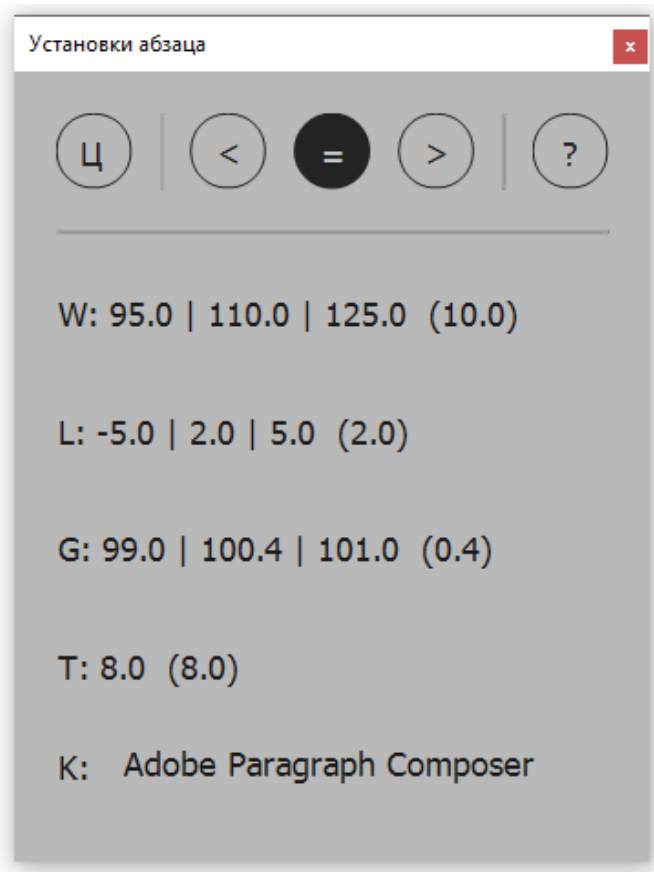 Установки абзаца x
Ц < = > ?
W: 95.0 | 110.0 | 125.0 (10.0)
L: -5.0 | 2.0 | 5.0 (2.0)
G: 99.0 | 100.4 | 101.0 (0.4)
T: 8.0 (8.0)
K: Adobe Paragraph Composer